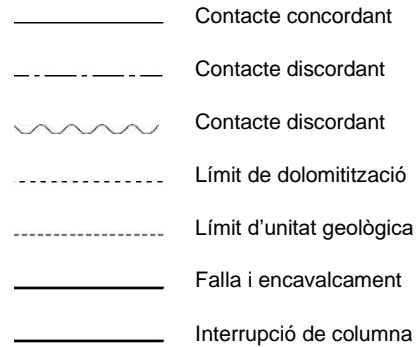 Contacte concordant
Contacte discordant
Contacte discordant
Límit de dolomitització
Límit d'unitat geològica
Falla i encavalcament
Interrupció de columna